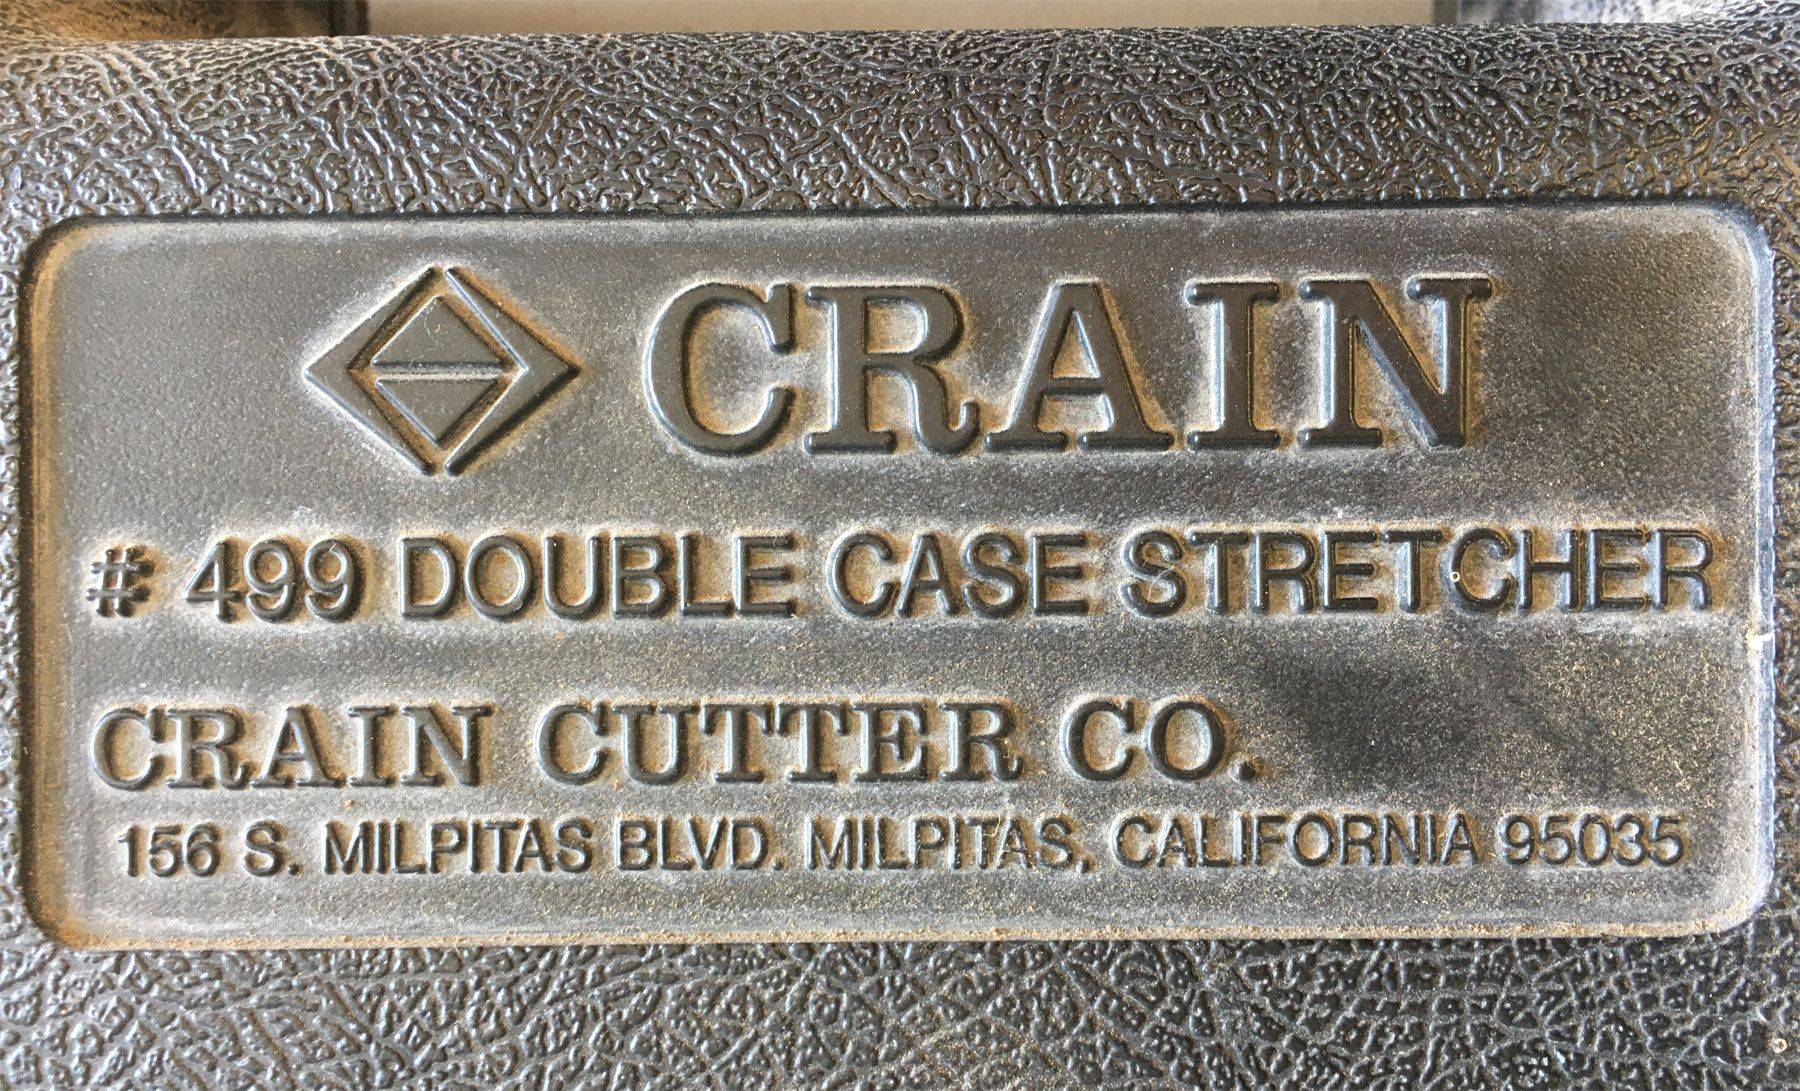 CRAIN
# 499 DOUBLE CASE STRETCHER
CRAIN CUTTER CO.
156 S. MILPITAS BLVD. MILPITAS, CALIFORNIA 95035